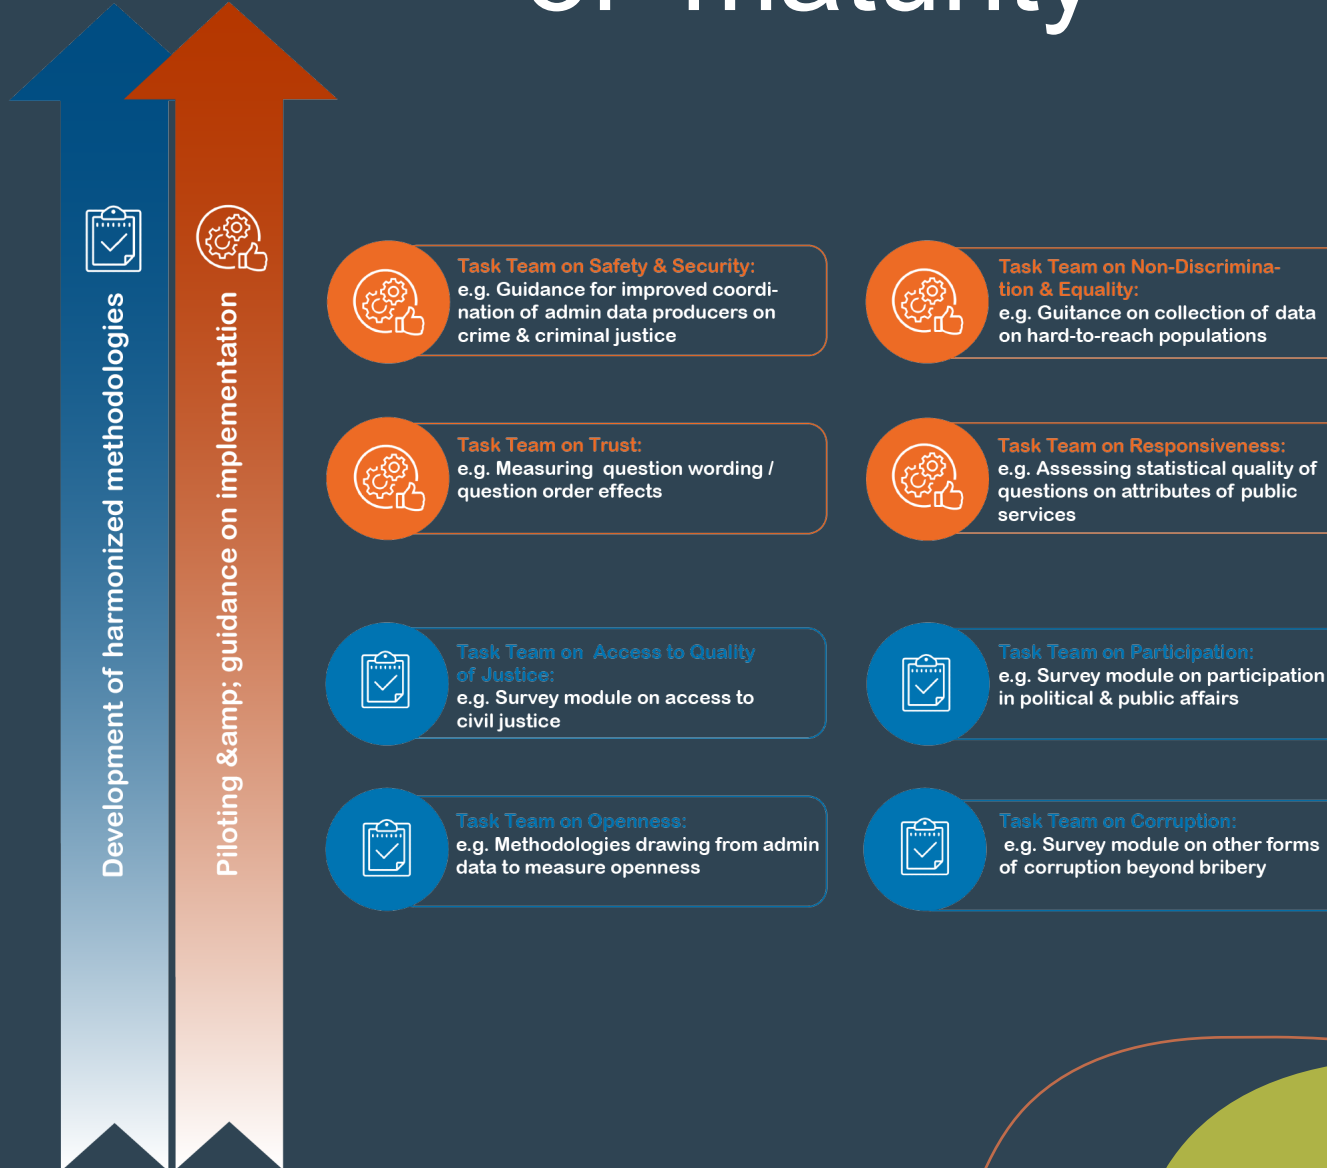 of maturity
Development of harmonized methodologies
Piloting &amp; guidance on implementation
Task Team on Safety & Security:
e.g. Guidance for improved coordi-
nation of admin data producers on
crime & criminal justice
Task Team on Non-Discrimina-
tion & Equality:
e.g. Guitance on collection of data
on hard-to-reach populations
Task Team on Trust:
e.g. Measuring question wording /
question order effects
Task Team on Responsiveness:
e.g. Assessing statistical quality of
questions on attributes of public
services
Task Team on Access to Quality
of Justice:
e.g. Survey module on access to
civil justice
Task Team on Participation:
e.g. Survey module on participation
in political & public affairs
Task Team on Openness:
e.g. Methodologies drawing from admin
data to measure openness
Task Team on Corruption:
e.g. Survey module on other forms
of corruption beyond bribery